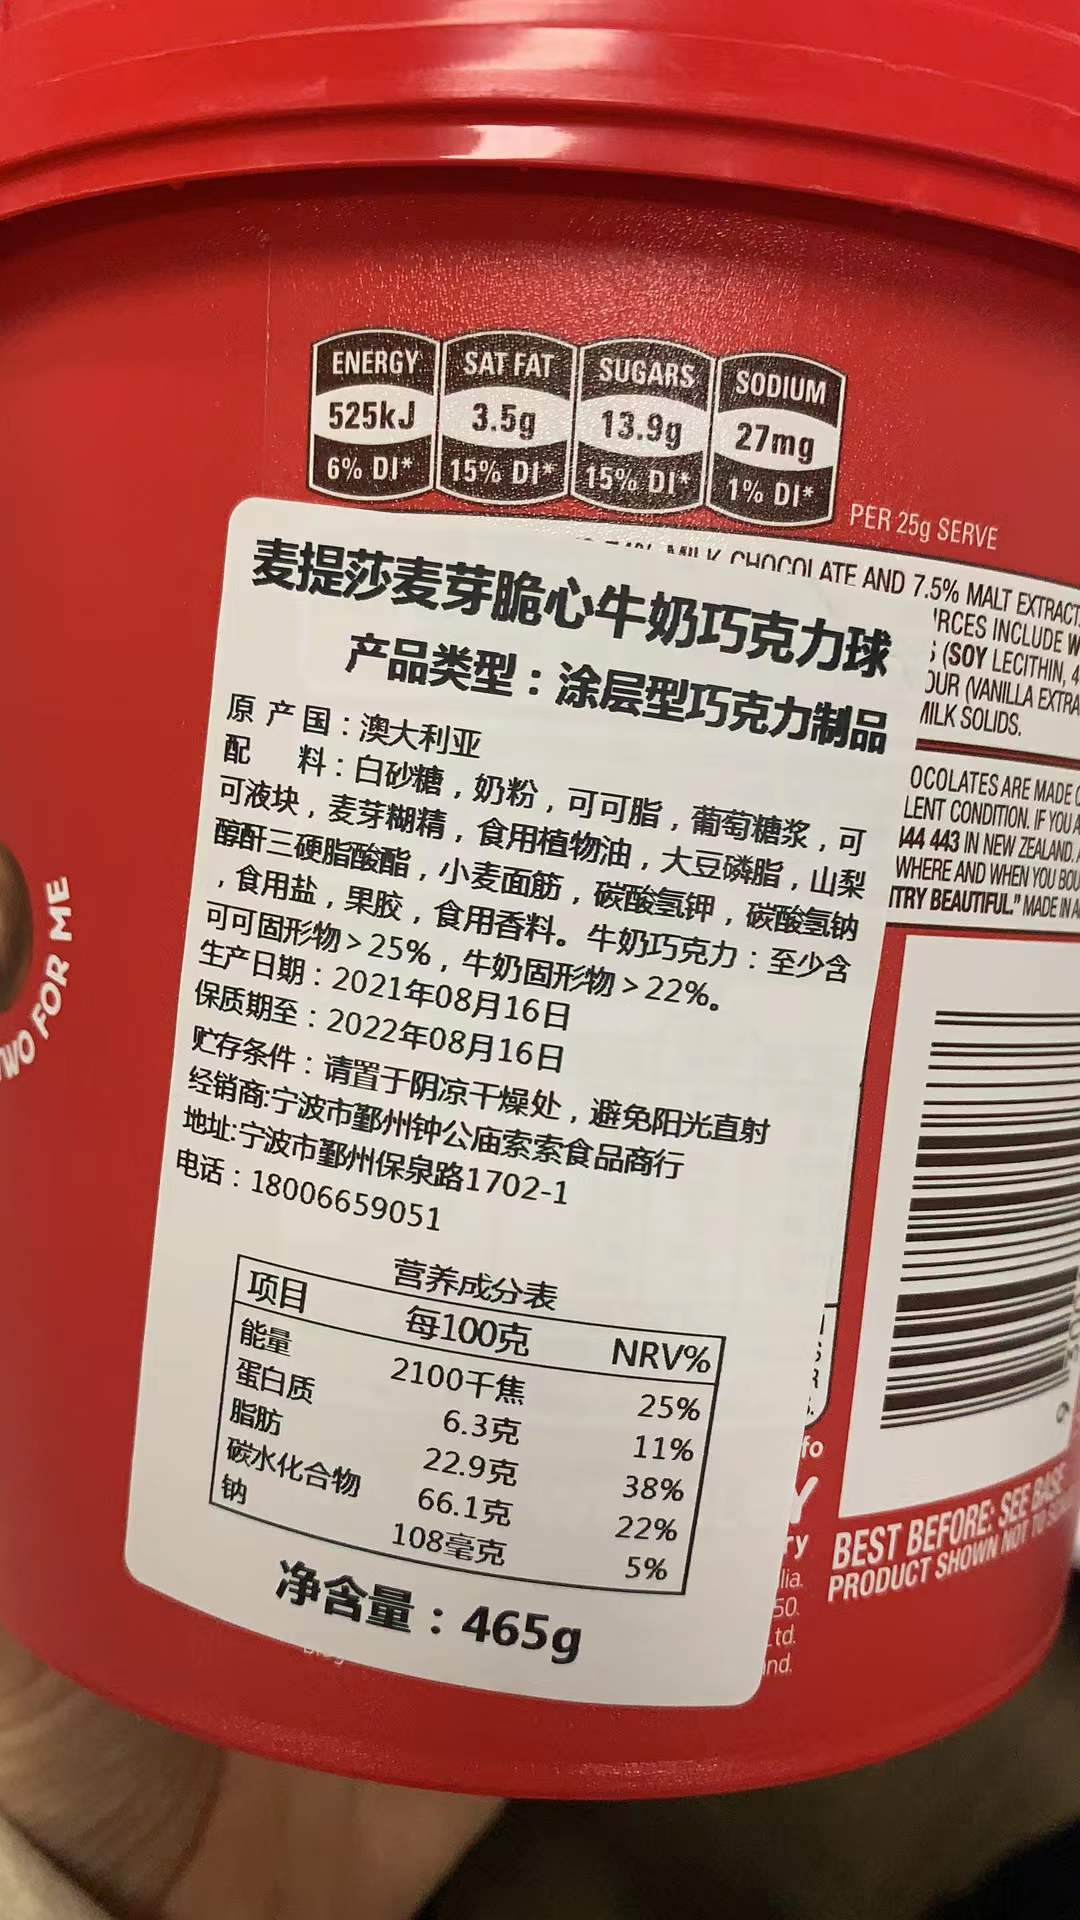 ENERGY
525kJ
6% DI*
SAT FAT
3.5g
15% DI*
SUGARS
13.9g
15% DI*
SODIUM
27mg
1% DI*
PER 25g SERVE
MILK CHOCOLATE AND 7.5% MALT EXTRACT.
INCLUDE
(SOY LECITHIN,
(VANILLA
MILK SOLIDS.
ARE MADE
CONDITION. IF YOU
443 IN NEW ZEALAND.
WHERE AND WHEN YOU
BEAUTIFUL." MADE IN
麦提莎麦芽脆心牛奶巧克力球
产品类型：涂层型巧克力制品
原产国：澳大利亚
配料：白砂糖，奶粉，可可脂，葡萄糖浆，可
可液块，麦芽糊精，食用植物油，大豆磷脂，山梨
醇酐三硬脂酸酯，小麦面筋，碳酸氢钾，碳酸氢钠
，食用盐，果胶，食用香料。牛奶巧克力：至少含
可可固形物＞25%，牛奶固形物＞22%。
生产日期：2021年08月16日
保质期至：2022年08月16日
贮存条件：请置于阴凉干燥处，避免阳光直射
经销商:宁波市鄞州钟公庙索索食品商行
地址:宁波市鄞州保泉路1702-1
电话：18006659051
营养成分表
项目 每100克 NRV%
能量 2100千焦 25%
蛋白质 6.3克 11%
脂肪 22.9克 38%
碳水化合物 66.1克 22%
钠 108毫克 5%
净含量：465g
FOR ME
BEST BEFORE: SEE BASE
PRODUCT SHOWN NOT TO